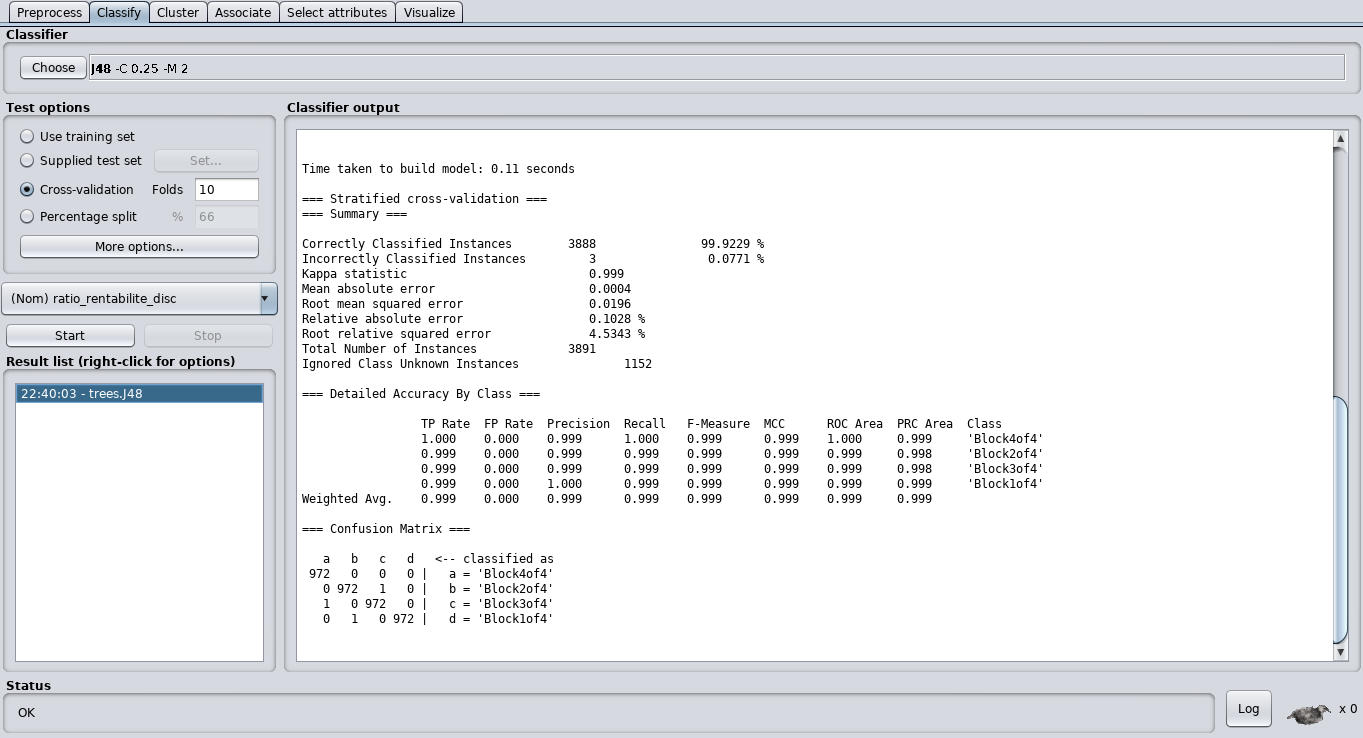 Preprocess Classify Cluster Associate Select attributes Visualize
Classifier
Choose J48 -C 0.25 -M 2
Test options
Use training set
Supplied test set Set...
Cross-validation Folds 10
Percentage split % 66
More options...
(Nom) ratio_rentabilite_disc
Start Stop
Result list (right-click for options)
22:40:03 - trees.J48
Classifier output
Time taken to build model: 0.11 seconds
=== Stratified cross-validation ===
=== Summary ===
Correctly Classified Instances 3888 99.9229 %
Incorrectly Classified Instances 3 0.0771 %
Kappa statistic 0.999
Mean absolute error 0.0004
Root mean squared error 0.0196
Relative absolute error 0.1028 %
Root relative squared error 4.5343 %
Total Number of Instances 3891
Ignored Class Unknown Instances 1152
=== Detailed Accuracy By Class ===
TP Rate FP Rate Precision Recall F-Measure MCC ROC Area PRC Area Class
1.000 0.000 0.999 1.000 0.999 0.999 1.000 0.999 'Block4of4'
0.999 0.000 0.999 0.999 0.999 0.999 0.999 0.998 'Block2of4'
0.999 0.000 0.999 0.999 0.999 0.999 0.999 0.998 'Block3of4'
0.999 0.000 1.000 0.999 0.999 0.999 0.999 0.999 'Block1of4'
Weighted Avg. 0.999 0.000 0.999 0.999 0.999 0.999 0.999 0.999
=== Confusion Matrix ===
a b c d <-- classified as
972 0 0 0 | a = 'Block4of4'
0 972 1 0 | b = 'Block2of4'
1 0 972 0 | c = 'Block3of4'
0 1 0 972 | d = 'Block1of4'
Status
OK
Log x 0